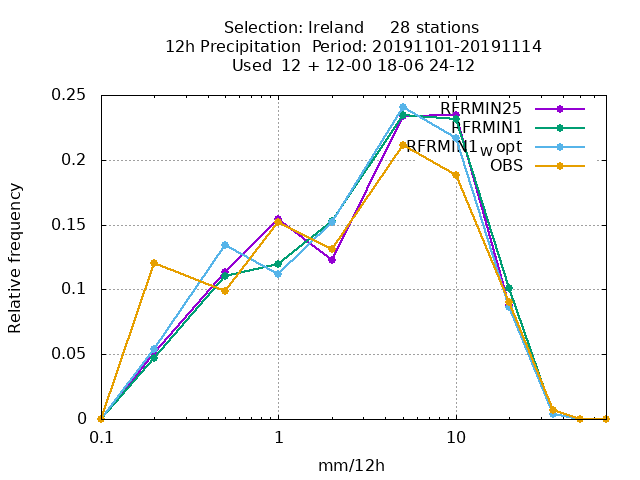 Selection: Ireland 28 stations
12h Precipitation Period: 20191101-20191114
Used 12 + 12-00 18-06 24-12
0.25
RFRMIN25
RFRMIN1
RFRMIN1W opt
OBS
0.2
0.15
0.1
0.05
0
Relative frequency
0.1 1 10
mm/12h